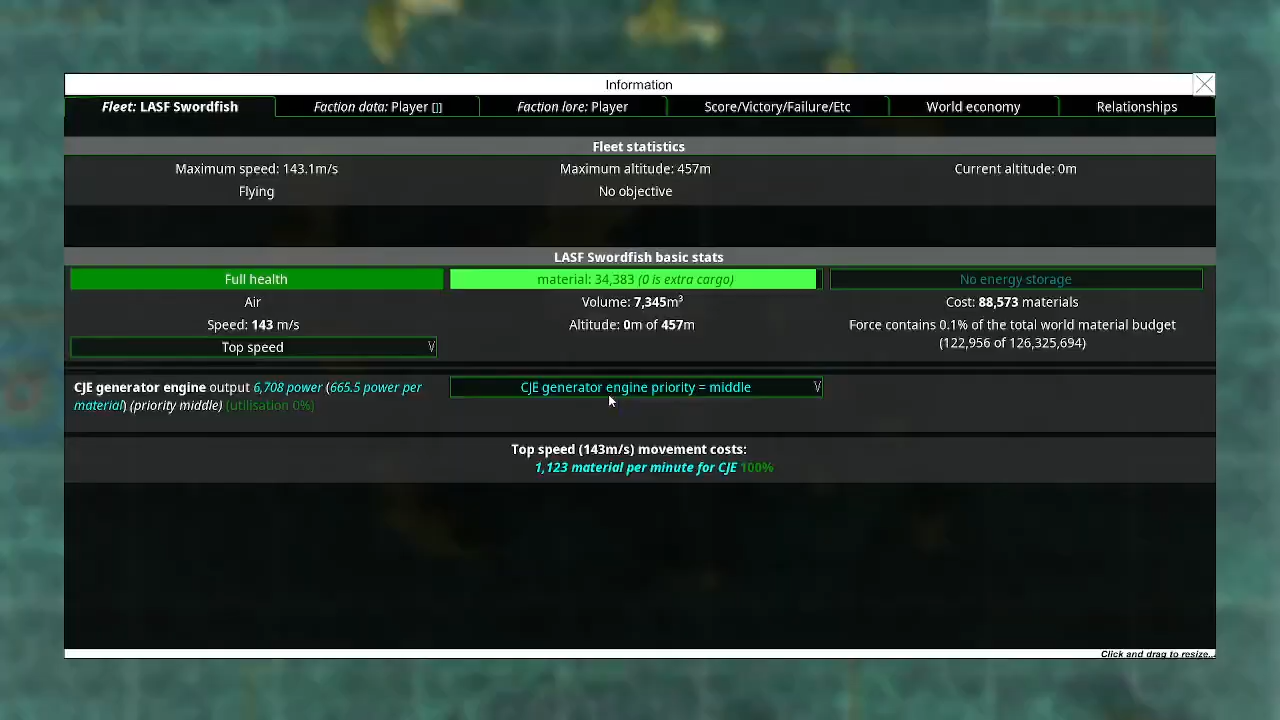 Information
Fleet: LASF Swordfish
Faction data: Player []
Faction lore: Player
Score/Victory/Failure/Etc
World economy
Relationships
Fleet statistics
Maximum speed: 143.1m/s
Maximum altitude: 457m
Current altitude: 0m
Flying
No objective
LASF Swordfish basic stats
Full health
material: 34,383 (0 is extra cargo)
No energy storage
Air
Volume: 7,345m³
Cost: 88,573 materials
Speed: 143 m/s
Altitude: 0m of 457m
Force contains 0.1% of the total world material budget
(122,956 of 126,325,694)
Top speed V
CJE generator engine output 6,708 power (665.5 power per
material) (priority middle) (utilisation 0%)
CJE generator engine priority = middle V
Top speed (143m/s) movement costs:
1,123 material per minute for CJE 100%
Click and drag to resize...